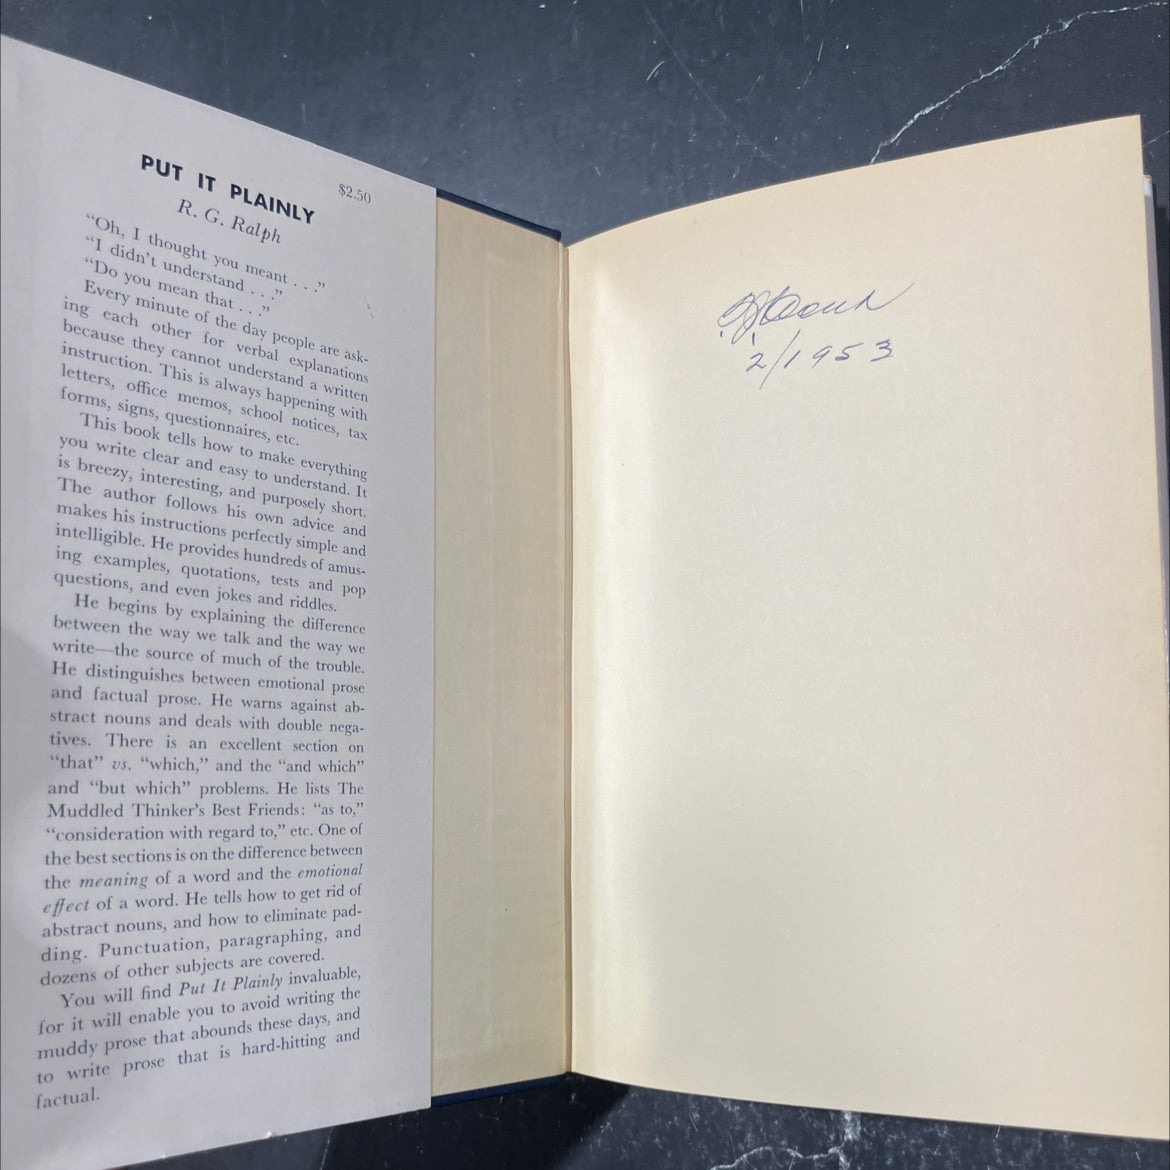 PUT IT PLAINLY
$2.50
R. G. Ralph
“Oh, I thought you meant . . .”
“I didn’t understand . . .”
“Do you mean that . . .”
Every minute of the day people are ask-
ing each other for verbal explanations
because they cannot understand a written
instruction. This is always happening with
letters, office memos, school notices, tax
forms, signs, questionnaires, etc.
This book tells how to make everything
you write clear and easy to understand. It
is breezy, interesting, and purposely short.
The author follows his own advice and
makes his instructions perfectly simple and
intelligible. He provides hundreds of amus-
ing examples, quotations, tests and pop
questions, and even jokes and riddles.
He begins by explaining the difference
between the way we talk and the way we
write—the source of much of the trouble.
He distinguishes between emotional prose
and factual prose. He warns against ab-
stract nouns and deals with double nega-
tives. There is an excellent section on
“that” vs. “which,” and the “and which”
and “but which” problems. He lists The
Muddled Thinker’s Best Friends: “as to,”
“consideration with regard to,” etc. One of
the best sections is on the difference between
the meaning of a word and the emotional
effect of a word. He tells how to get rid of
abstract nouns, and how to eliminate pad-
ding. Punctuation, paragraphing, and
dozens of other subjects are covered.
You will find Put It Plainly invaluable,
for it will enable you to avoid writing the
muddy prose that abounds these days, and
to write prose that is hard-hitting and
factual.
2/1953